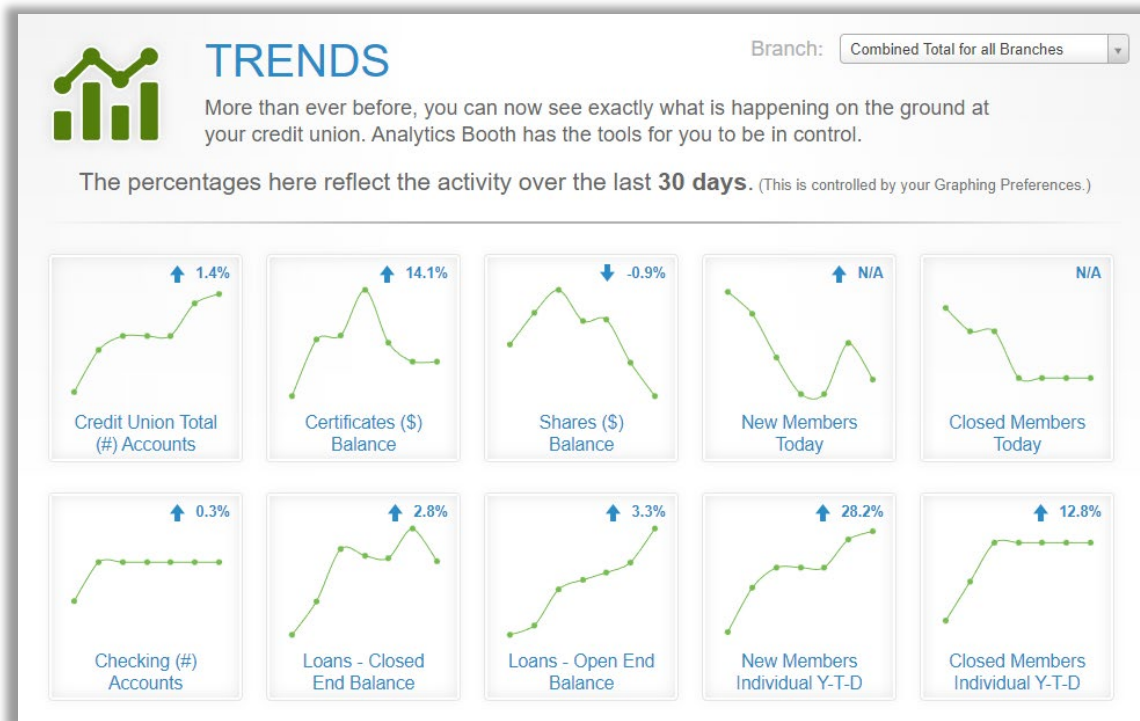 TRENDS
Branch: Combined Total for all Branches
More than ever before, you can now see exactly what is happening on the ground at
your credit union. Analytics Booth has the tools for you to be in control.
The percentages here reflect the activity over the last 30 days. (This is controlled by your Graphing Preferences.)
1.4%
Credit Union Total
(#) Accounts
14.1%
Certificates ($)
Balance
-0.9%
Shares ($)
Balance
N/A
New Members
Today
N/A
Closed Members
Today
0.3%
Checking (#)
Accounts
2.8%
Loans - Closed
End Balance
3.3%
Loans - Open End
Balance
28.2%
New Members
Individual Y-T-D
12.8%
Closed Members
Individual Y-T-D